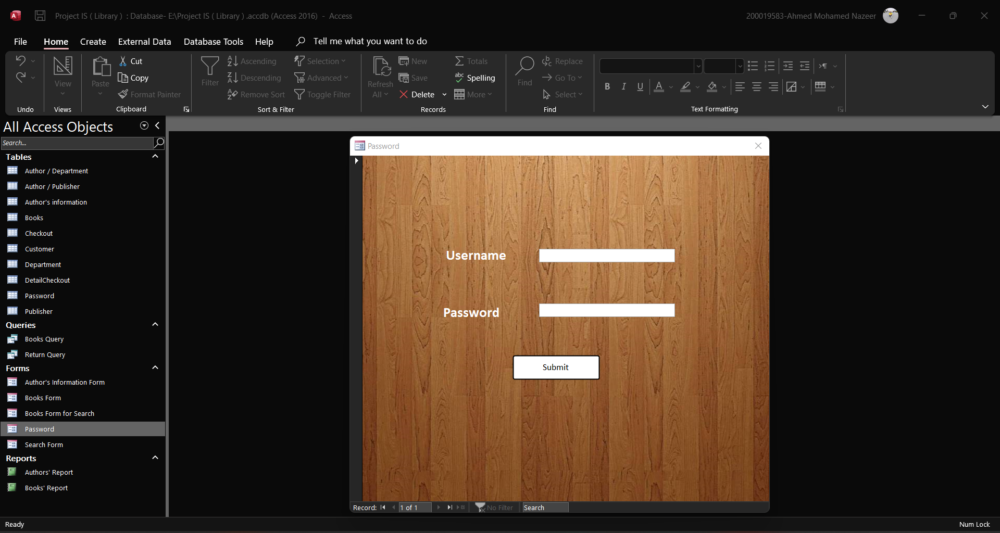 Project IS ( Library )  : Database- E:\Project IS ( Library ) .accdb (Access 2016)  -  Access
200019583-Ahmed Mohamed Nazeer
File Home Create External Data Database Tools Help Tell me what you want to do
Undo
View
Views
Paste
Cut
Copy
Format Painter
Clipboard
Filter
Ascending
Descending
Remove Sort
Selection
Advanced
Toggle Filter
Sort & Filter
Refresh
All
New
Save
Delete
Totals
Spelling
More
Records
Find
Replace
Go To
Select
Find
B I U A
Text Formatting
All Access Objects
Search...
Tables
Author / Department
Author / Publisher
Author's information
Books
Checkout
Customer
Department
DetailCheckout
Password
Publisher
Queries
Books Query
Return Query
Forms
Author's Information Form
Books Form
Books Form for Search
Password
Search Form
Reports
Authors' Report
Books' Report
Password
Username
Password
Submit
Record: 1 of 1 No Filter Search
Ready
Num Lock